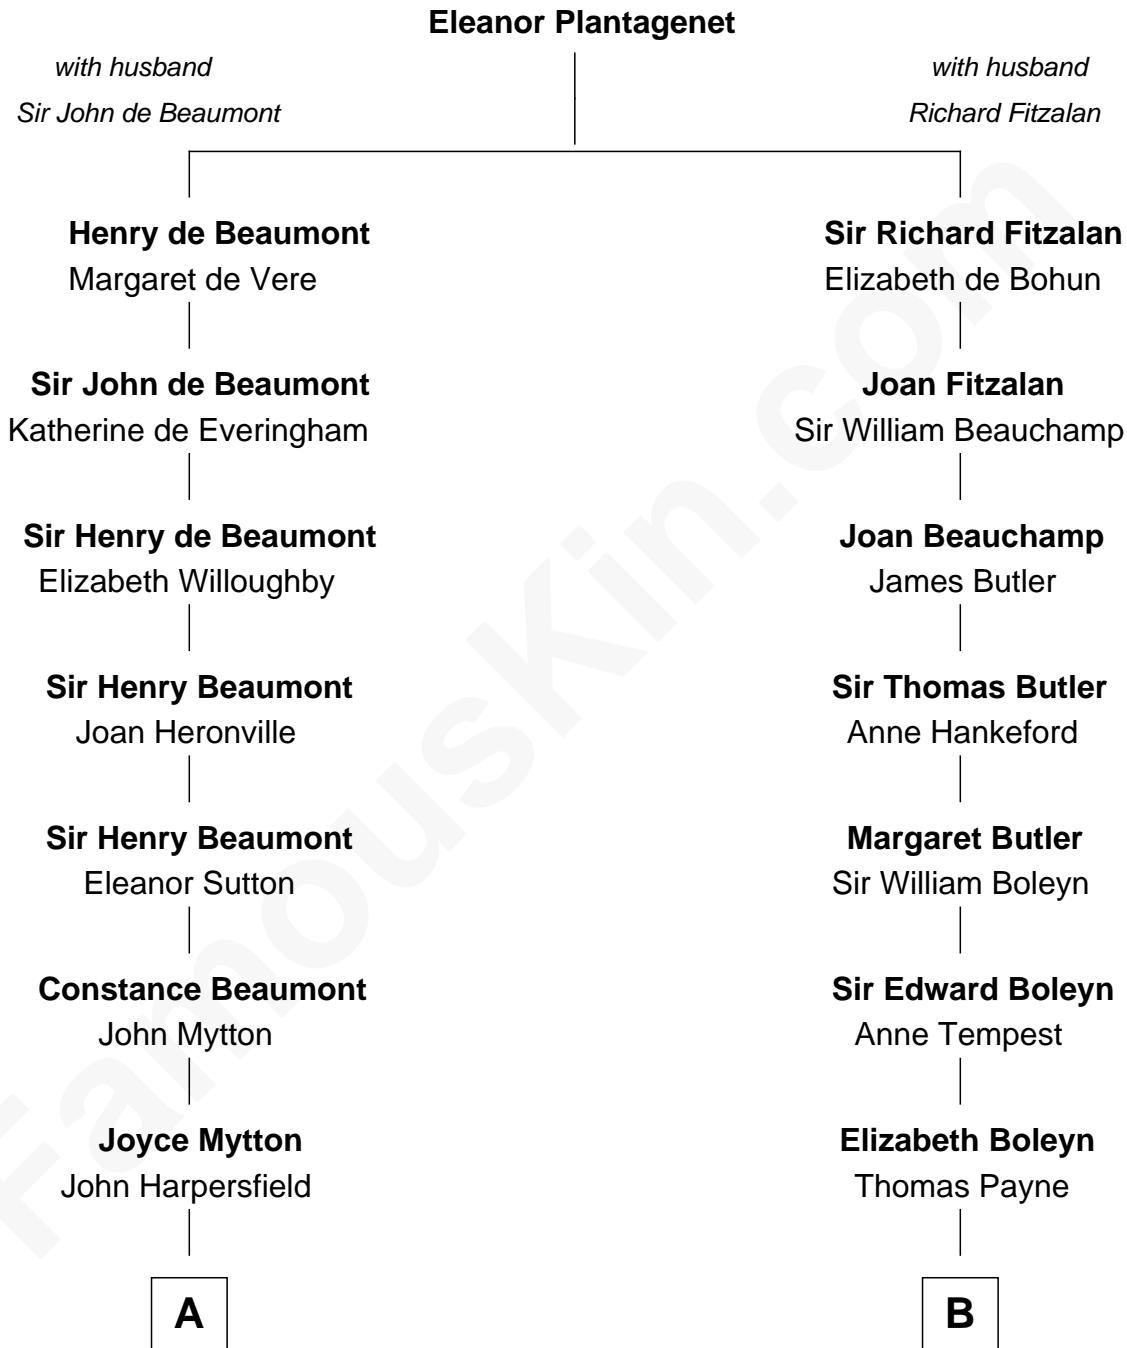 Eleanor Plantagenet
with husband
Sir John de Beaumont
with husband
Richard Fitzalan
Henry de Beaumont
Margaret de Vere
Sir Richard Fitzalan
Elizabeth de Bohun
Sir John de Beaumont
Katherine de Everingham
Joan Fitzalan
Sir William Beauchamp
Sir Henry de Beaumont
Elizabeth Willoughby
Joan Beauchamp
James Butler
Sir Henry Beaumont
Joan Heronville
Sir Thomas Butler
Anne Hankeford
Sir Henry Beaumont
Eleanor Sutton
Margaret Butler
Sir William Boleyn
Constance Beaumont
John Mytton
Sir Edward Boleyn
Anne Tempest
Joyce Mytton
John Harpersfield
Elizabeth Boleyn
Thomas Payne
A
B
FamousKin.com